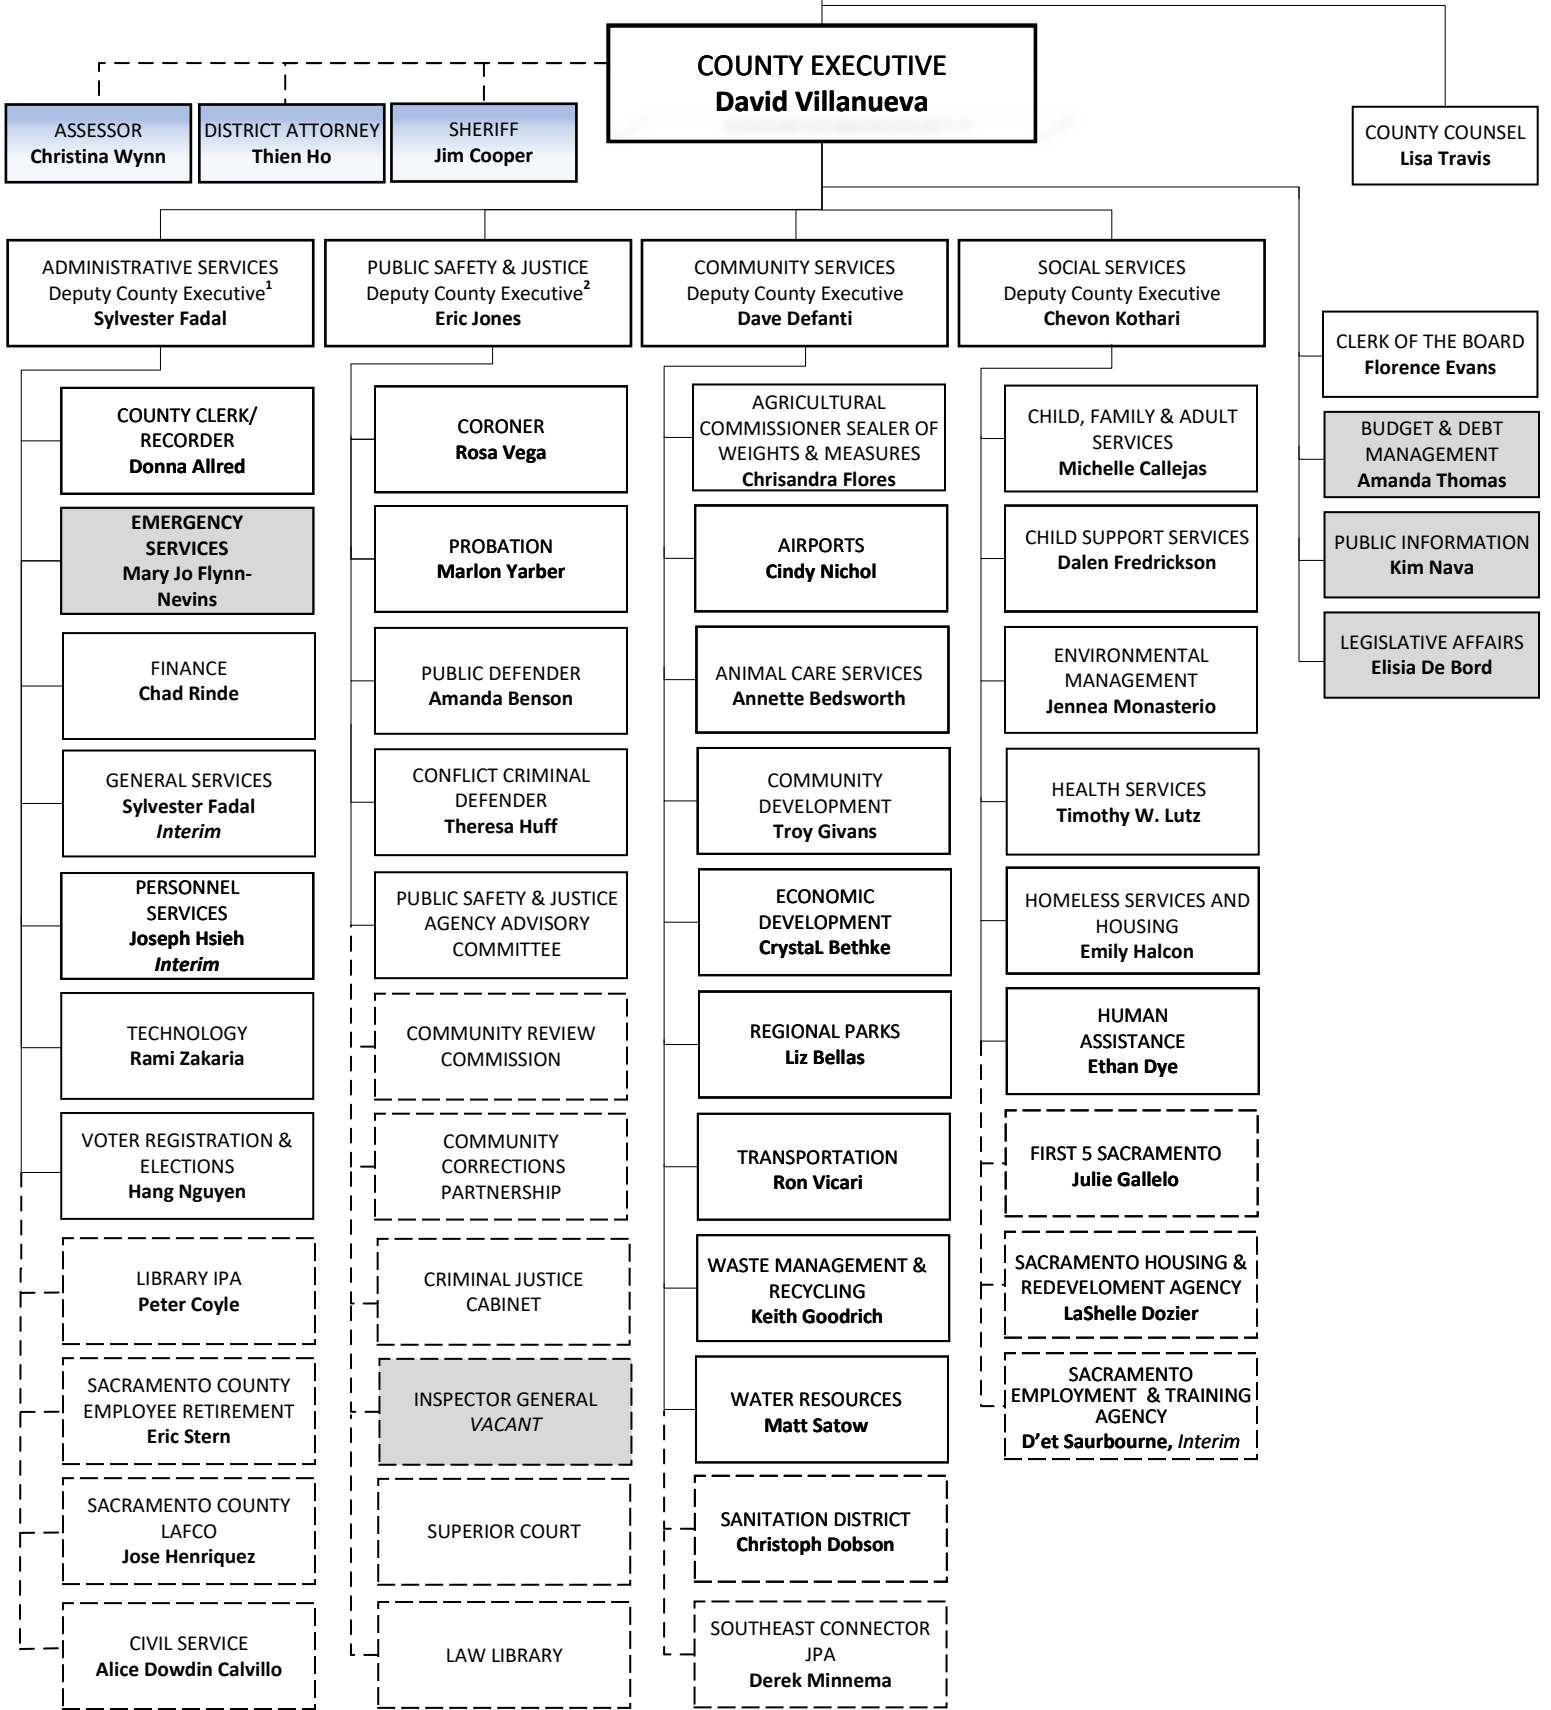 COUNTY EXECUTIVE
David Villanueva
ASSESSOR
Christina Wynn
DISTRICT ATTORNEY
Thien Ho
SHERIFF
Jim Cooper
COUNTY COUNSEL
Lisa Travis
ADMINISTRATIVE SERVICES
Deputy County Executive1
Sylvester Fadal
PUBLIC SAFETY & JUSTICE
Deputy County Executive2
Eric Jones
COMMUNITY SERVICES
Deputy County Executive
Dave Defanti
SOCIAL SERVICES
Deputy County Executive
Chevon Kothari
COUNTY CLERK/
RECORDER
Donna Allred
EMERGENCY
SERVICES
Mary Jo Flynn-
Nevins
FINANCE
Chad Rinde
GENERAL SERVICES
Sylvester Fadal
Interim
PERSONNEL
SERVICES
Joseph Hsieh
Interim
TECHNOLOGY
Rami Zakaria
VOTER REGISTRATION &
ELECTIONS
Hang Nguyen
LIBRARY IPA
Peter Coyle
SACRAMENTO COUNTY
EMPLOYEE RETIREMENT
Eric Stern
SACRAMENTO COUNTY
LAFCO
Jose Henriquez
CIVIL SERVICE
Alice Dowdin Calvillo
CORONER
Rosa Vega
PROBATION
Marlon Yarber
PUBLIC DEFENDER
Amanda Benson
CONFLICT CRIMINAL
DEFENDER
Theresa Huff
PUBLIC SAFETY & JUSTICE
AGENCY ADVISORY
COMMITTEE
COMMUNITY REVIEW
COMMISSION
COMMUNITY
CORRECTIONS
PARTNERSHIP
CRIMINAL JUSTICE
CABINET
INSPECTOR GENERAL
VACANT
SUPERIOR COURT
LAW LIBRARY
AGRICULTURAL
COMMISSIONER SEALER OF
WEIGHTS & MEASURES
Chrisandra Flores
AIRPORTS
Cindy Nichol
ANIMAL CARE SERVICES
Annette Bedsworth
COMMUNITY
DEVELOPMENT
Troy Givans
ECONOMIC
DEVELOPMENT
CrystaL Bethke
REGIONAL PARKS
Liz Bellas
TRANSPORTATION
Ron Vicari
WASTE MANAGEMENT &
RECYCLING
Keith Goodrich
WATER RESOURCES
Matt Satow
SANITATION DISTRICT
Christoph Dobson
SOUTHEAST CONNECTOR
JPA
Derek Minnema
CHILD, FAMILY & ADULT
SERVICES
Michelle Callejas
CHILD SUPPORT SERVICES
Dalen Fredrickson
ENVIRONMENTAL
MANAGEMENT
Jennea Monasterio
HEALTH SERVICES
Timothy W. Lutz
HOMELESS SERVICES AND
HOUSING
Emily Halcon
HUMAN
ASSISTANCE
Ethan Dye
FIRST 5 SACRAMENTO
Julie Gallelo
SACRAMENTO HOUSING &
REDEVELOMENT AGENCY
LaShelle Dozier
SACRAMENTO
EMPLOYMENT & TRAINING
AGENCY
D’et Saurbourne, Interim
CLERK OF THE BOARD
Florence Evans
BUDGET & DEBT
MANAGEMENT
Amanda Thomas
PUBLIC INFORMATION
Kim Nava
LEGISLATIVE AFFAIRS
Elisia De Bord